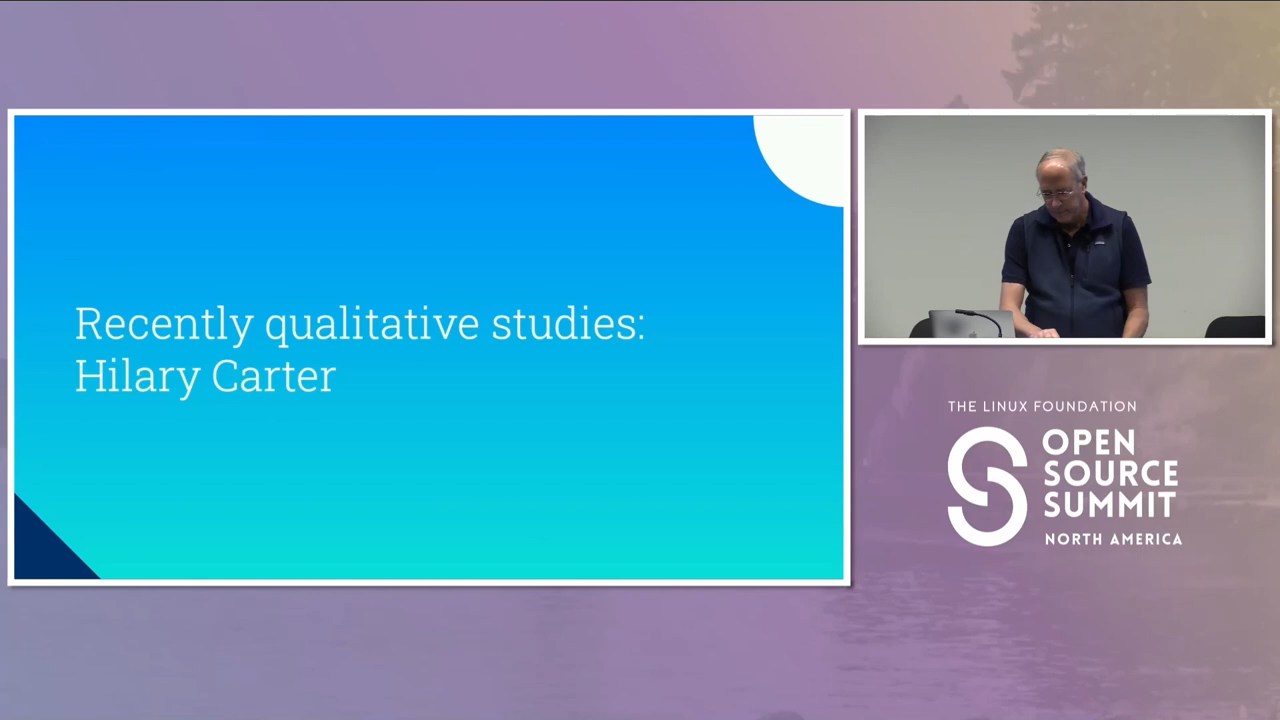 Recently qualitative studies:
Hilary Carter
THE LINUX FOUNDATION
OPEN
SOURCE
SUMMIT
NORTH AMERICA